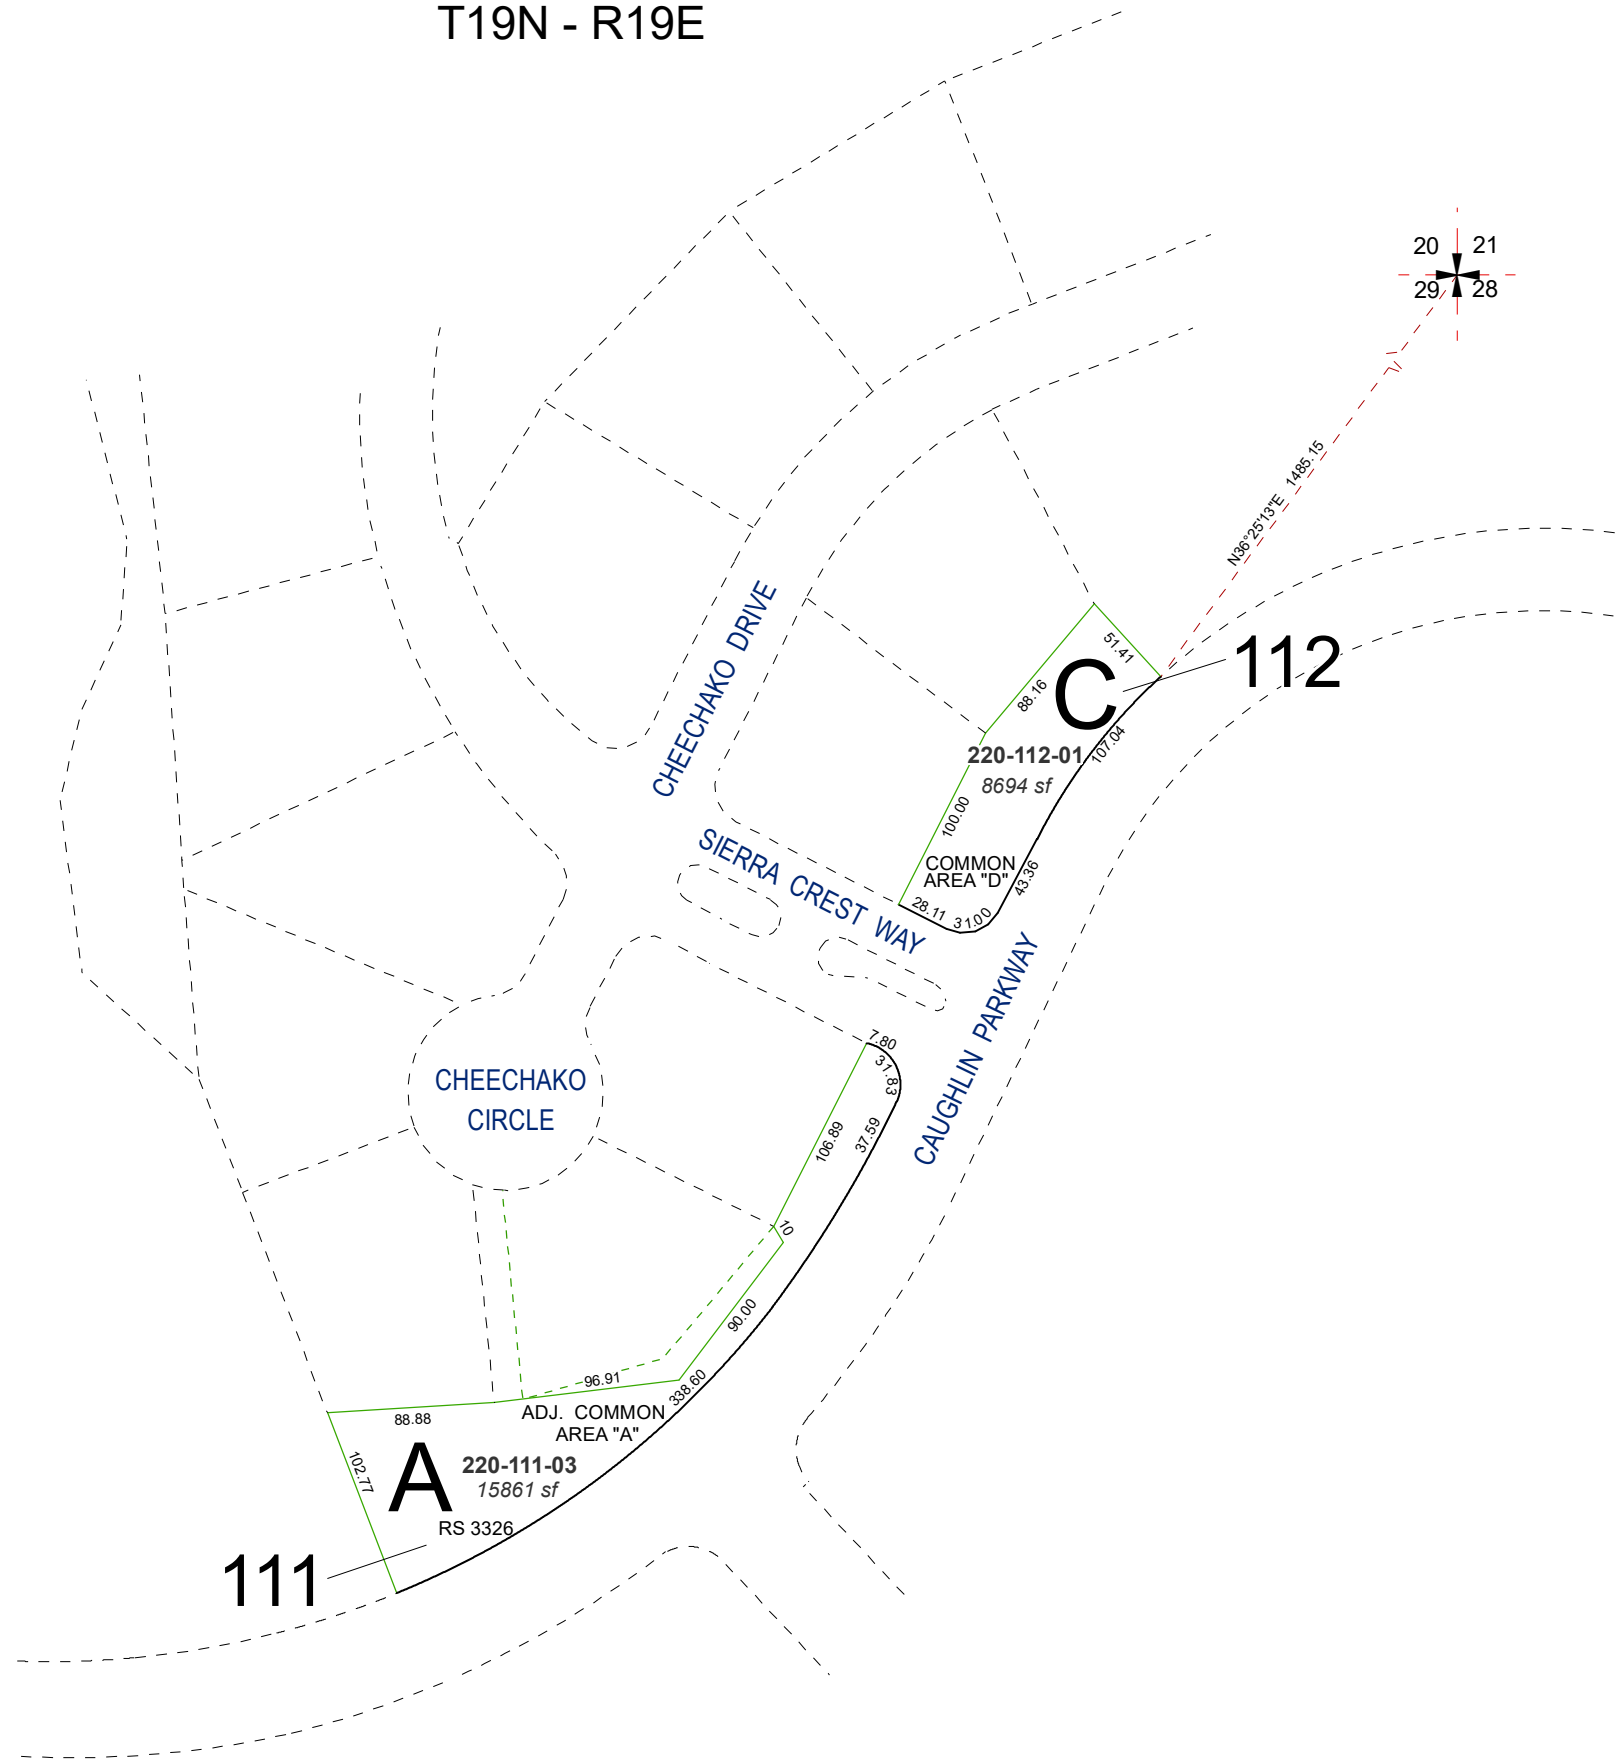 T19N - R19E
20 21
29 28
N36°25'13"E 1485.15
CHEECHAKO DRIVE
51.41
C
112
88.16
107.04
220-112-01
8694 sf
100.00
COMMON
AREA "D"
43.36
28.11
31.00
SIERRA CREST WAY
CAUGHLIN PARKWAY
7.80
31.83
CHEECHAKO
CIRCLE
106.89
37.59
10
90.00
96.91
338.60
88.88
ADJ. COMMON
AREA "A"
A
220-111-03
15861 sf
102.77
RS 3326
111